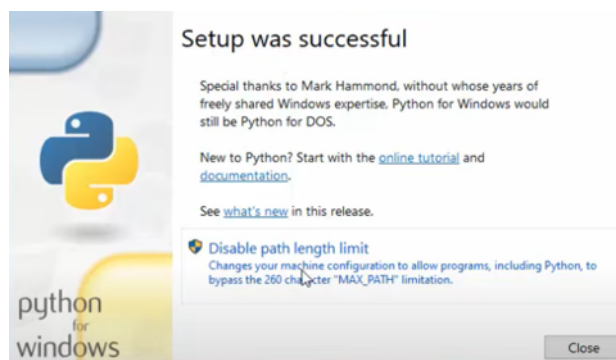 Setup was successful
Special thanks to Mark Hammond, without whose years of
freely shared Windows expertise, Python for Windows would
still be Python for DOS.
New to Python? Start with the online tutorial and
documentation.
See what's new in this release.
Disable path length limit
Changes your machine configuration to allow programs, including Python, to
bypass the 260 character "MAX_PATH" limitation.
python
for
windows
Close